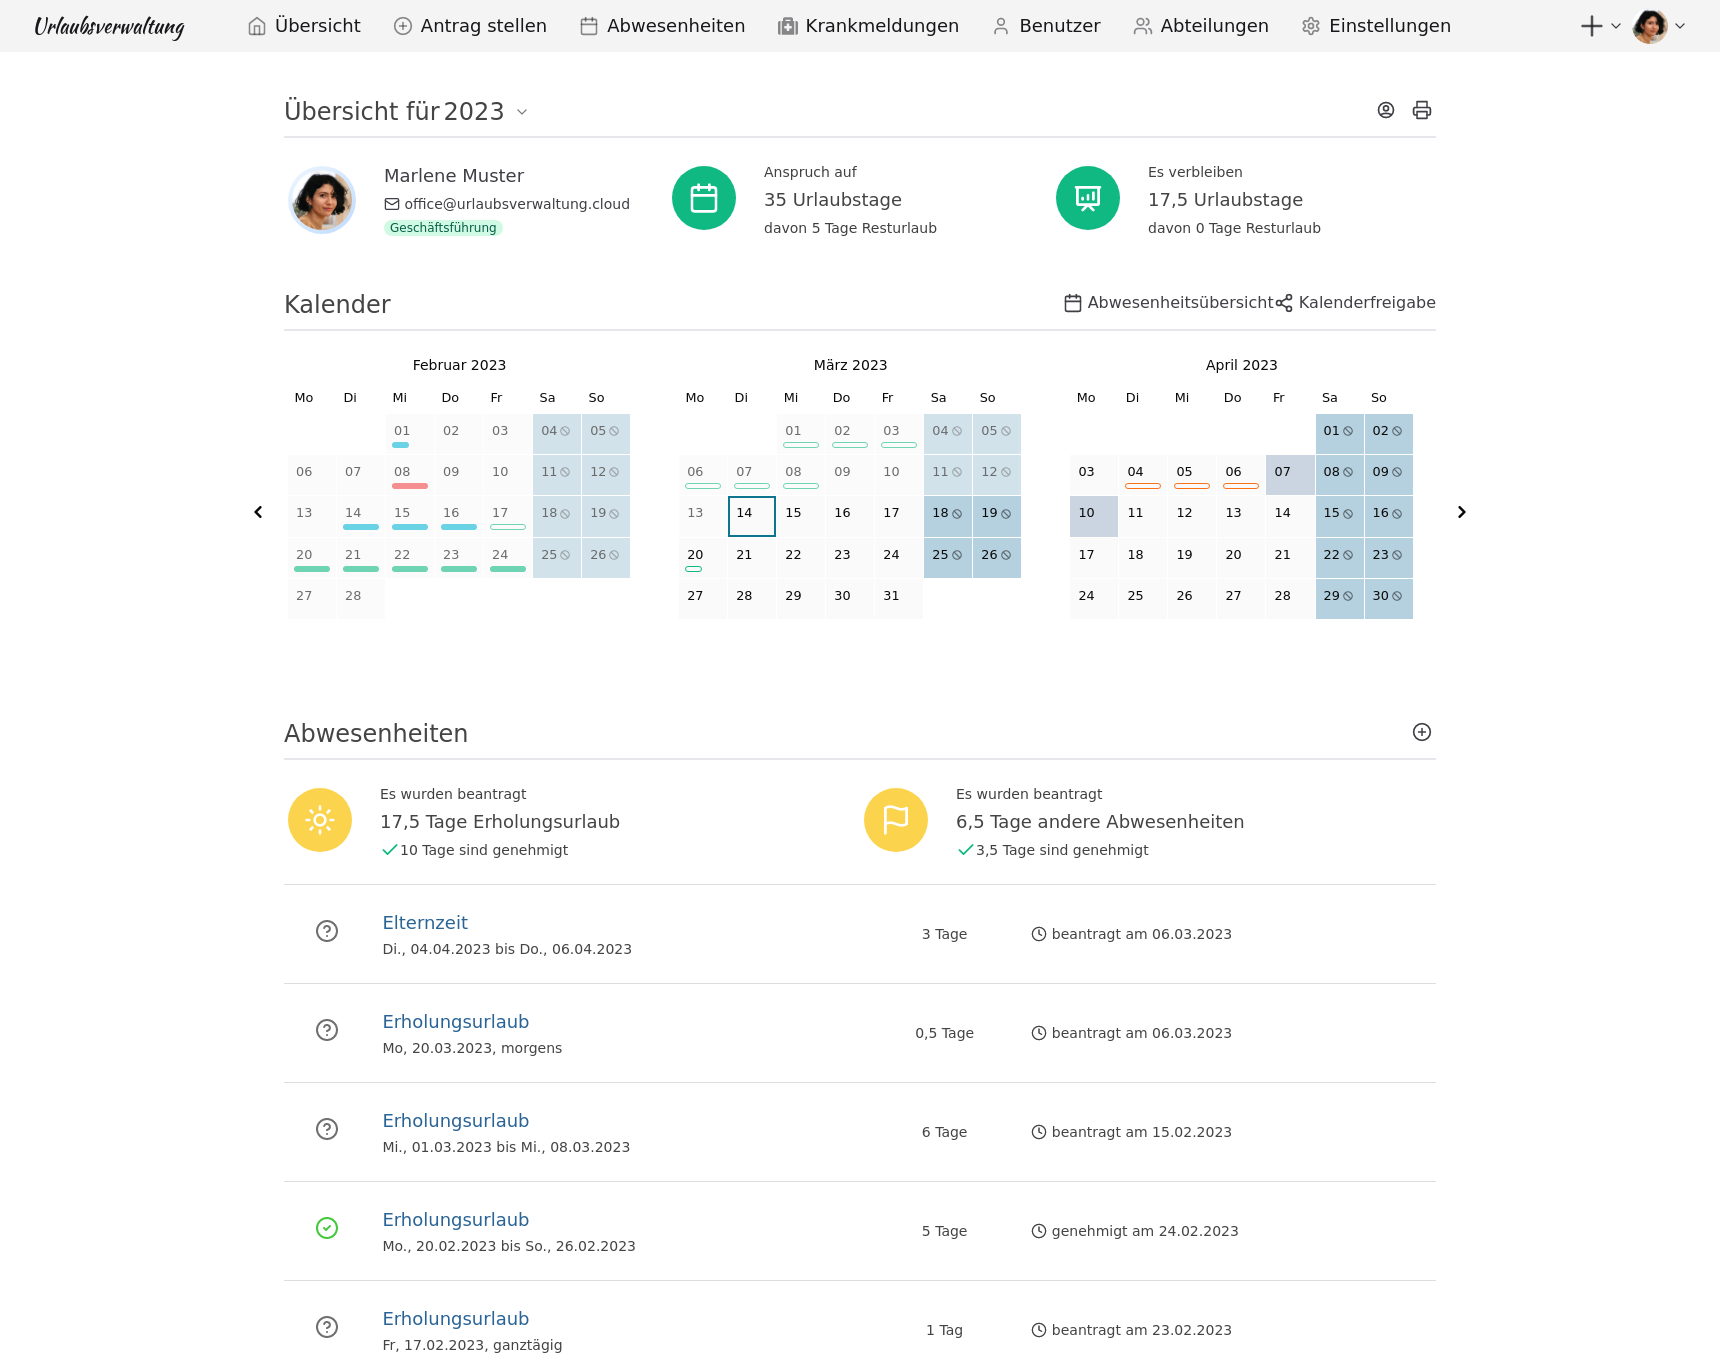 Urlaubsverwaltung Übersicht Antrag stellen Abwesenheiten Krankmeldungen Benutzer Abteilungen Einstellungen
Übersicht für 2023
Marlene Muster
office@urlaubsverwaltung.cloud
Geschäftsführung
Anspruch auf
35 Urlaubstage
davon 5 Tage Resturlaub
Es verbleiben
17,5 Urlaubstage
davon 0 Tage Resturlaub
Kalender
Abwesenheitsübersicht Kalenderfreigabe
Februar 2023
Mo Di Mi Do Fr Sa So
01 02 03 04 05
06 07 08 09 10 11 12
13 14 15 16 17 18 19
20 21 22 23 24 25 26
27 28
März 2023
Mo Di Mi Do Fr Sa So
01 02 03 04 05
06 07 08 09 10 11 12
13 14 15 16 17 18 19
20 21 22 23 24 25 26
27 28 29 30 31
April 2023
Mo Di Mi Do Fr Sa So
01 02
03 04 05 06 07 08 09
10 11 12 13 14 15 16
17 18 19 20 21 22 23
24 25 26 27 28 29 30
Abwesenheiten
Es wurden beantragt
17,5 Tage Erholungsurlaub
10 Tage sind genehmigt
Es wurden beantragt
6,5 Tage andere Abwesenheiten
3,5 Tage sind genehmigt
Elternzeit
Di., 04.04.2023 bis Do., 06.04.2023
3 Tage
beantragt am 06.03.2023
Erholungsurlaub
Mo, 20.03.2023, morgens
0,5 Tage
beantragt am 06.03.2023
Erholungsurlaub
Mi., 01.03.2023 bis Mi., 08.03.2023
6 Tage
beantragt am 15.02.2023
Erholungsurlaub
Mo., 20.02.2023 bis So., 26.02.2023
5 Tage
genehmigt am 24.02.2023
Erholungsurlaub
Fr, 17.02.2023, ganztägig
1 Tag
beantragt am 23.02.2023